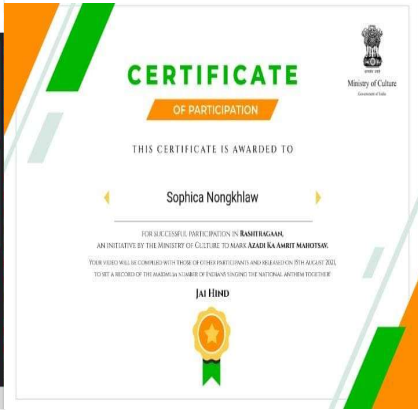 CERTIFICATE
OF PARTICIPATION
Ministry of Culture
Government of India
THIS CERTIFICATE IS AWARDED TO
Sophica Nongkhlaw
FOR SUCCESSFUL PARTICIPATION IN RASHTRAGAAN,
AN INITIATIVE BY THE MINISTRY OF CULTURE TO MARK AZADI KA AMRIT MAHOTSAV.
YOUR VIDEO WILL BE COMPILED WITH THOSE OF OTHER PARTICIPANTS AND RELEASED ON 15TH AUGUST 2021,
TO SET A RECORD OF THE MAXIMUM NUMBER OF INDIANS SINGING THE NATIONAL ANTHEM TOGETHER!
JAI HIND